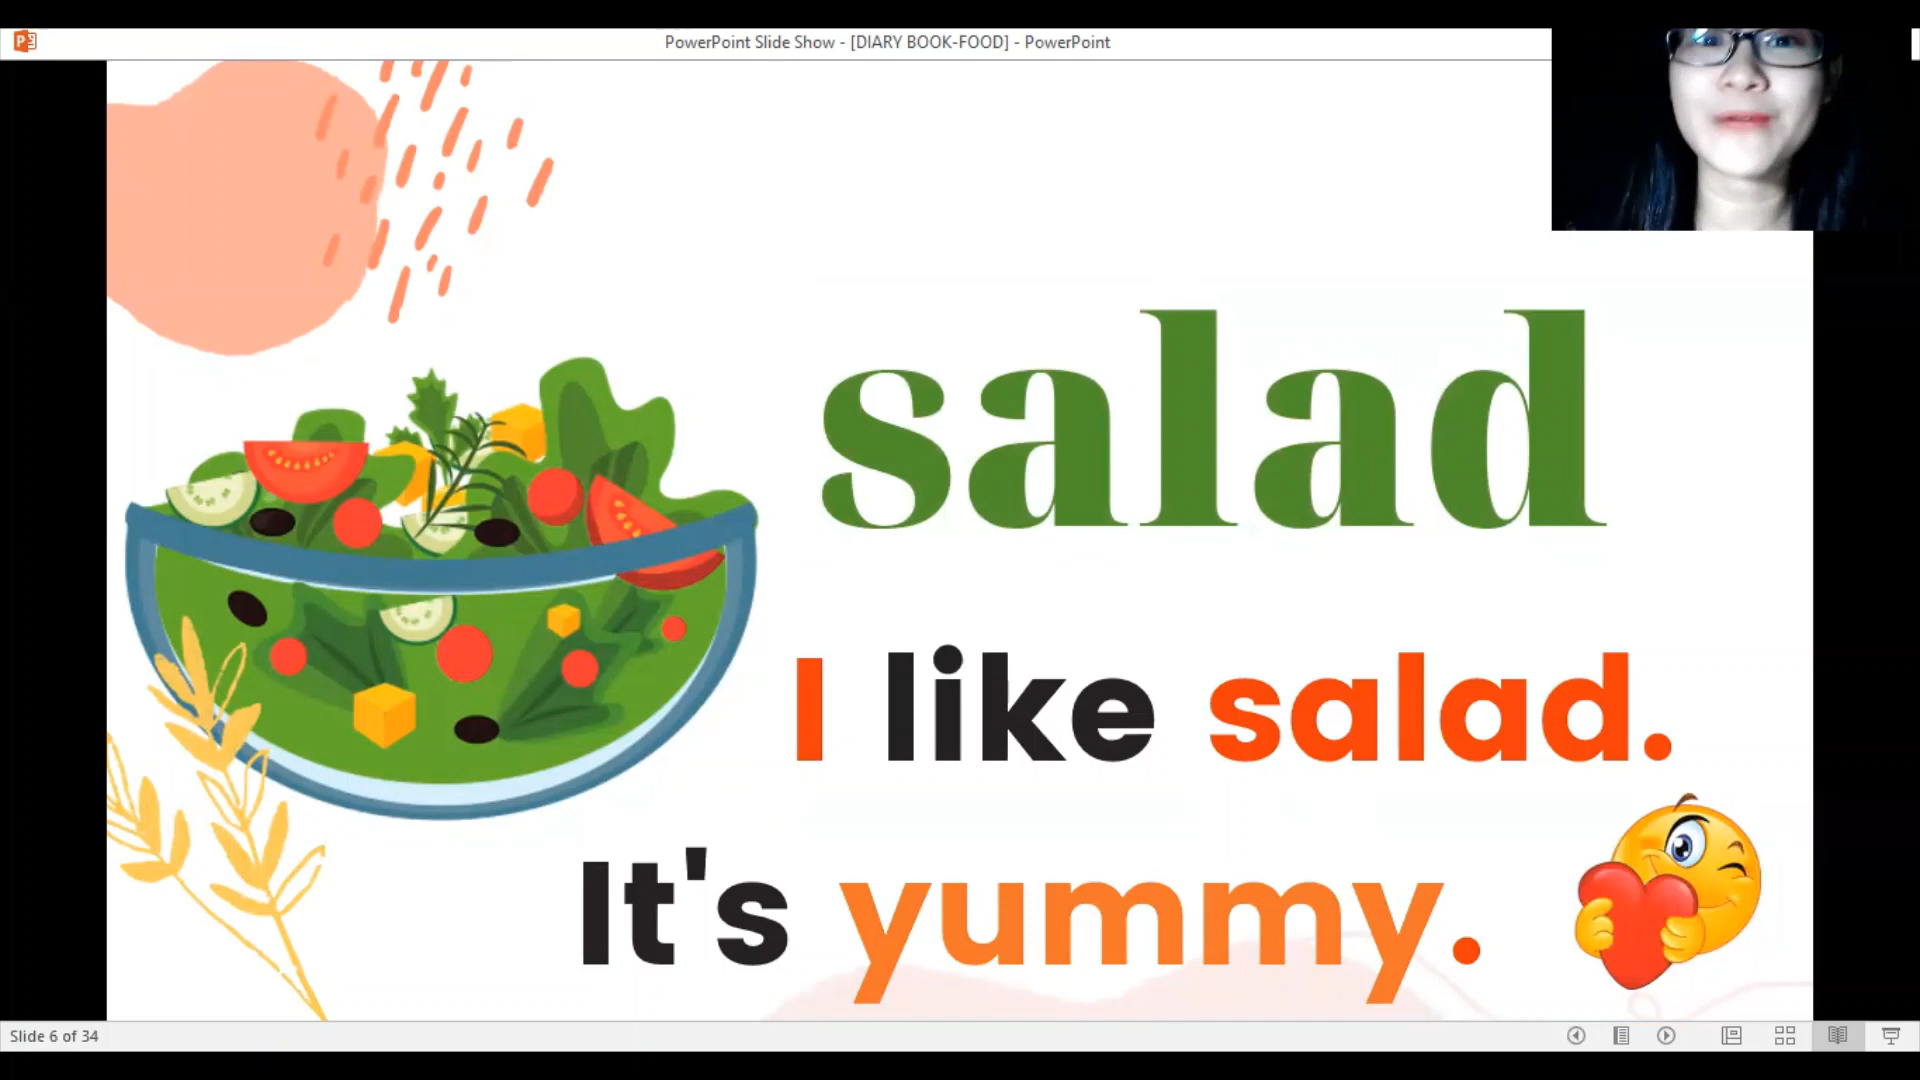 PowerPoint Slide Show - [DIARY BOOK-FOOD] - PowerPoint
salad
I like salad.
It's yummy.
Slide 6 of 34